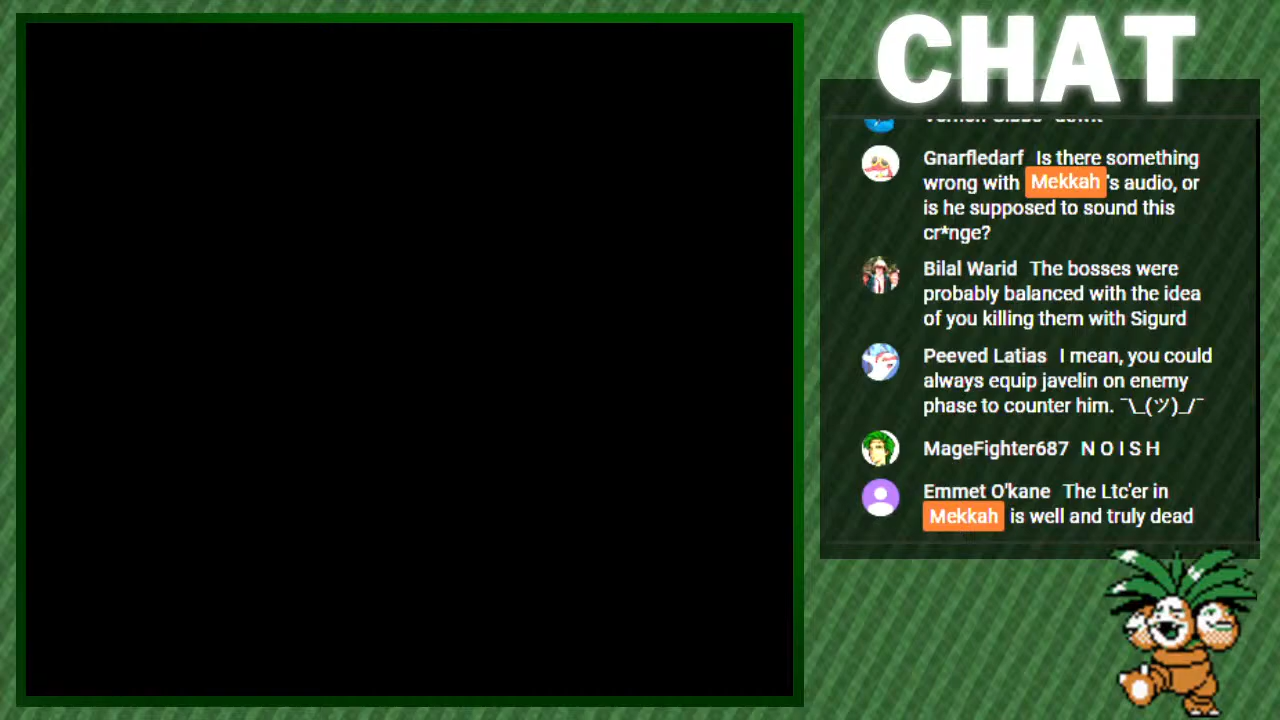 CHAT
Gnarfledarf Is there something
wrong with Mekkah's audio, or
is he supposed to sound this
cr*nge?
Bilal Warid The bosses were
probably balanced with the idea
of you killing them with Sigurd
Peeved Latias I mean, you could
always equip javelin on enemy
phase to counter him. ¯\_(ツ)_/¯
MageFighter687 N O I S H
Emmet O'kane The Ltc'er in
Mekkah is well and truly dead